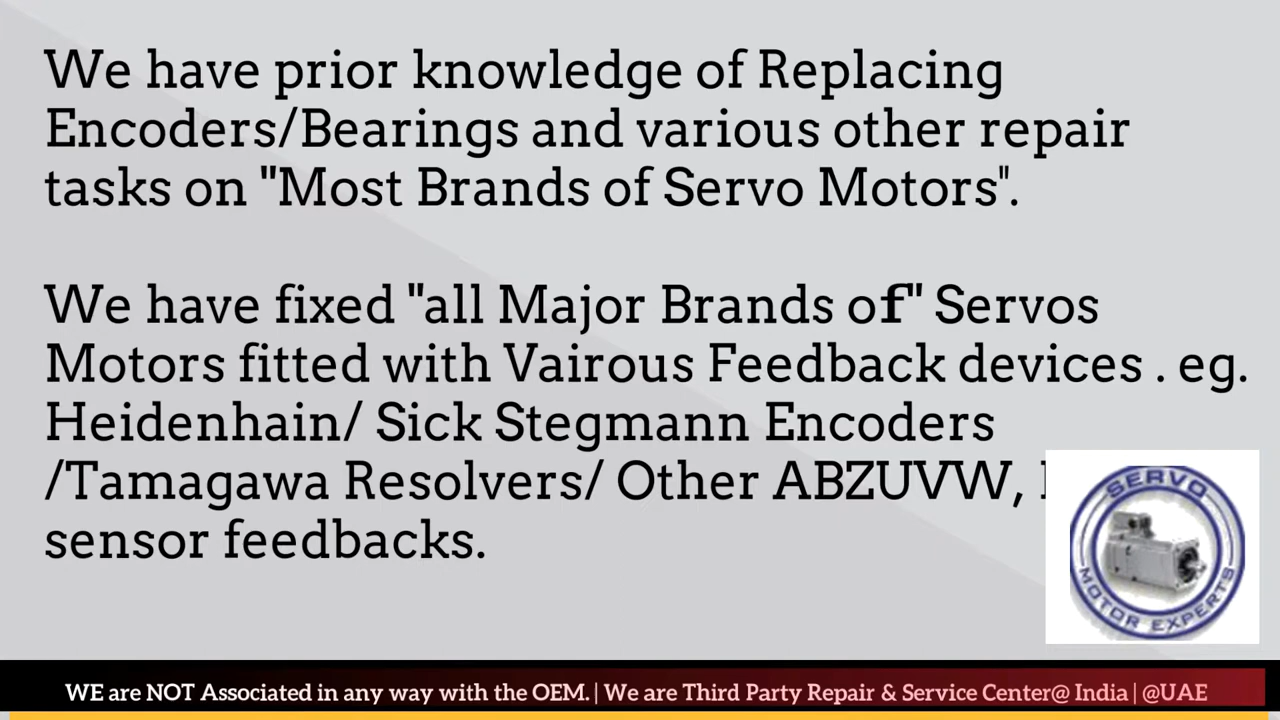 We have prior knowledge of Replacing
Encoders/Bearings and various other repair
tasks on "Most Brands of Servo Motors".
We have fixed "all Major Brands of" Servos
Motors fitted with Vairous Feedback devices . eg.
Heidenhain/ Sick Stegmann Encoders
/Tamagawa Resolvers/ Other ABZUVW,
sensor feedbacks.
SERVO
MOTOR EXPERTS
WE are NOT Associated in any way with the OEM. | We are Third Party Repair & Service Center@ India | @UAE